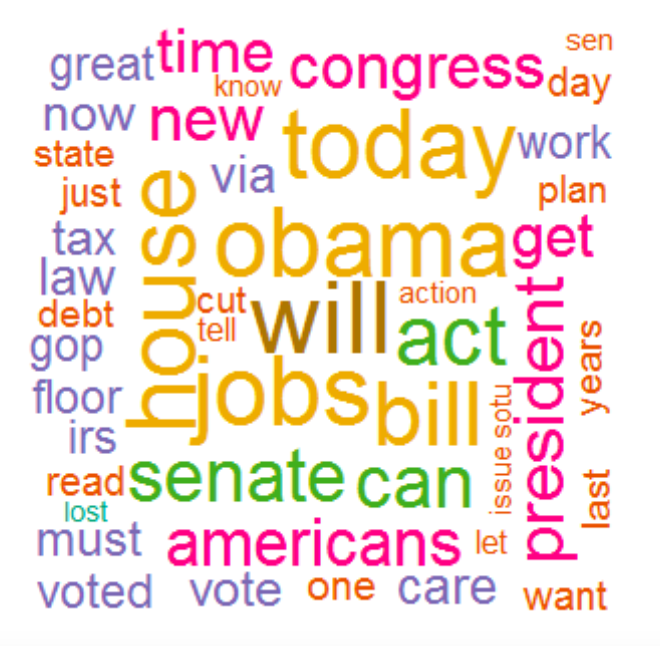 great time congress sen
know day
now new today work
state via plan
just house
tax obama get
law cut will action
debt tell act president
gop jobs bill years
floor
irs issue sotu
read senate can last
lost
must americans let
voted vote one care want